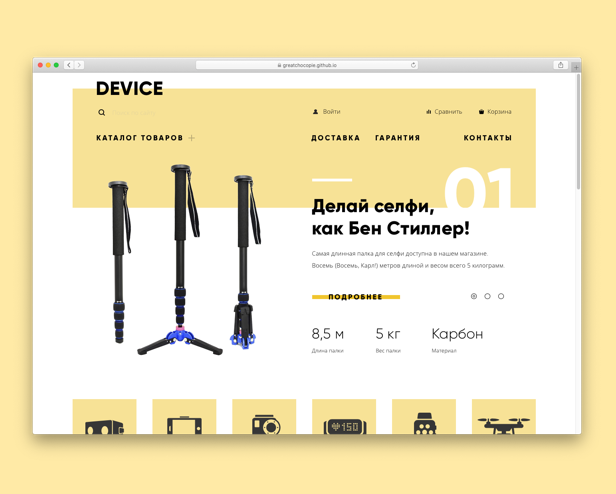 greatchocopie.github.io
DEVICE
Войти
Сравнить
Корзина
КАТАЛОГ ТОВАРОВ +
ДОСТАВКА
ГАРАНТИЯ
КОНТАКТЫ
01
Делай селфи,
как Бен Стиллер!
Самая длинная палка для селфи доступна в нашем магазине.
Восемь (Восемь, Карл!) метров длиной и весом всего 5 килограмм.
ПОДРОБНЕЕ
8,5 м
5 кг
Карбон
Длина палки
Вес палки
Материал
150